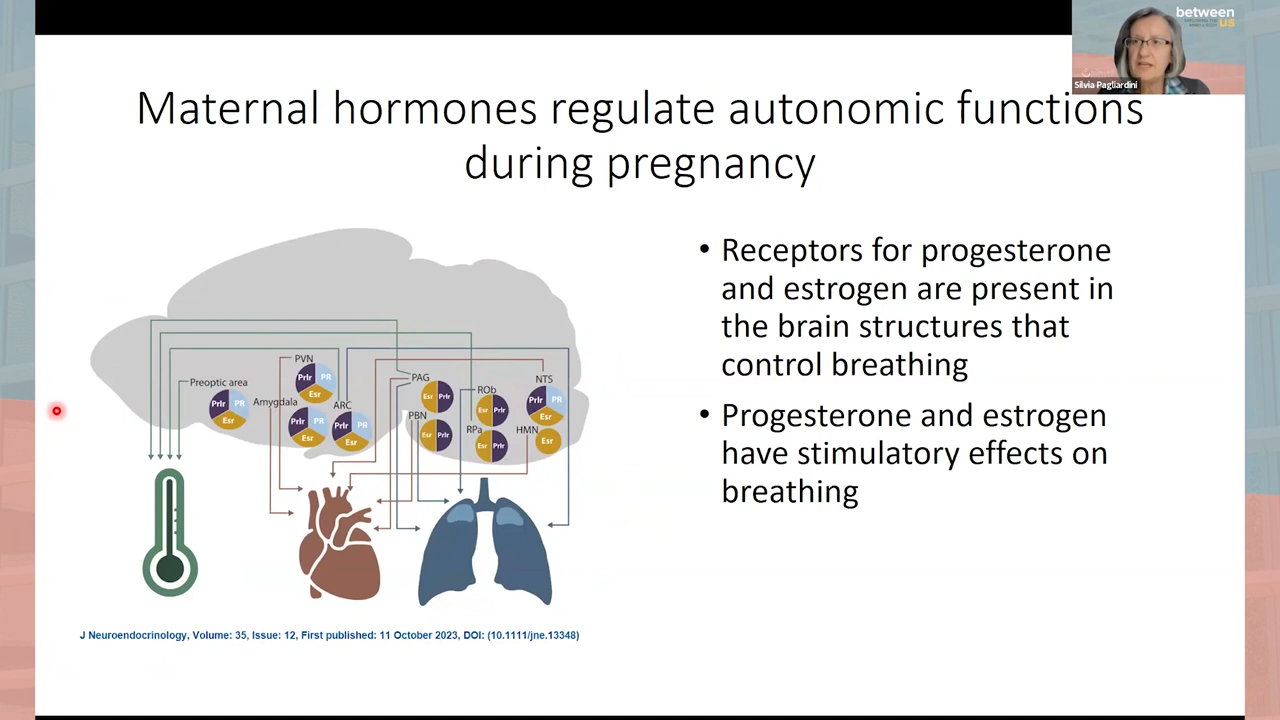 between
us
Silvia Pagliardini
Maternal hormones regulate autonomic functions
during pregnancy
PVN
Prlr PR
Esr
Preoptic area
Prlr PR
Esr
Amygdala
Prlr PR
Esr
ARC
Prlr PR
Esr
PAG
Esr Prlr
PBN
Esr Prlr
ROb
Esr Prlr
RPa
Esr Prlr
NTS
Prlr PR
Esr
HMN
Esr
• Receptors for progesterone
and estrogen are present in
the brain structures that
control breathing
• Progesterone and estrogen
have stimulatory effects on
breathing
J Neuroendocrinology, Volume: 35, Issue: 12, First published: 11 October 2023, DOI: (10.1111/jne.13348)